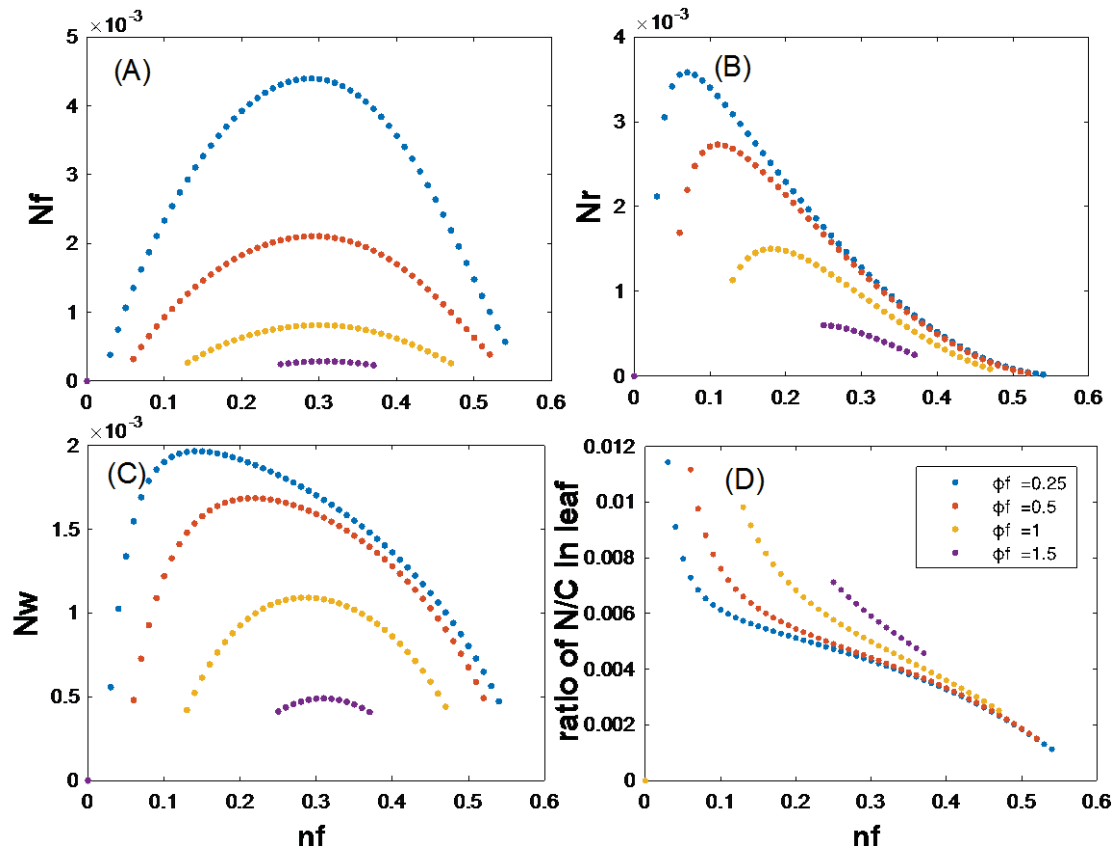 × 10⁻³
(A)
5
4
3
2
1
0
Nf
0 0.1 0.2 0.3 0.4 0.5 0.6
× 10⁻³
(B)
4
3
2
1
0
Nr
0 0.1 0.2 0.3 0.4 0.5 0.6
× 10⁻³
(C)
2
1.5
1
0.5
0
Nw
0 0.1 0.2 0.3 0.4 0.5 0.6
nf
(D)
0.012
0.01
0.008
0.006
0.004
0.002
0
ratio of N/C in leaf
ϕf =0.25
ϕf =0.5
ϕf =1
ϕf =1.5
0 0.1 0.2 0.3 0.4 0.5 0.6
nf